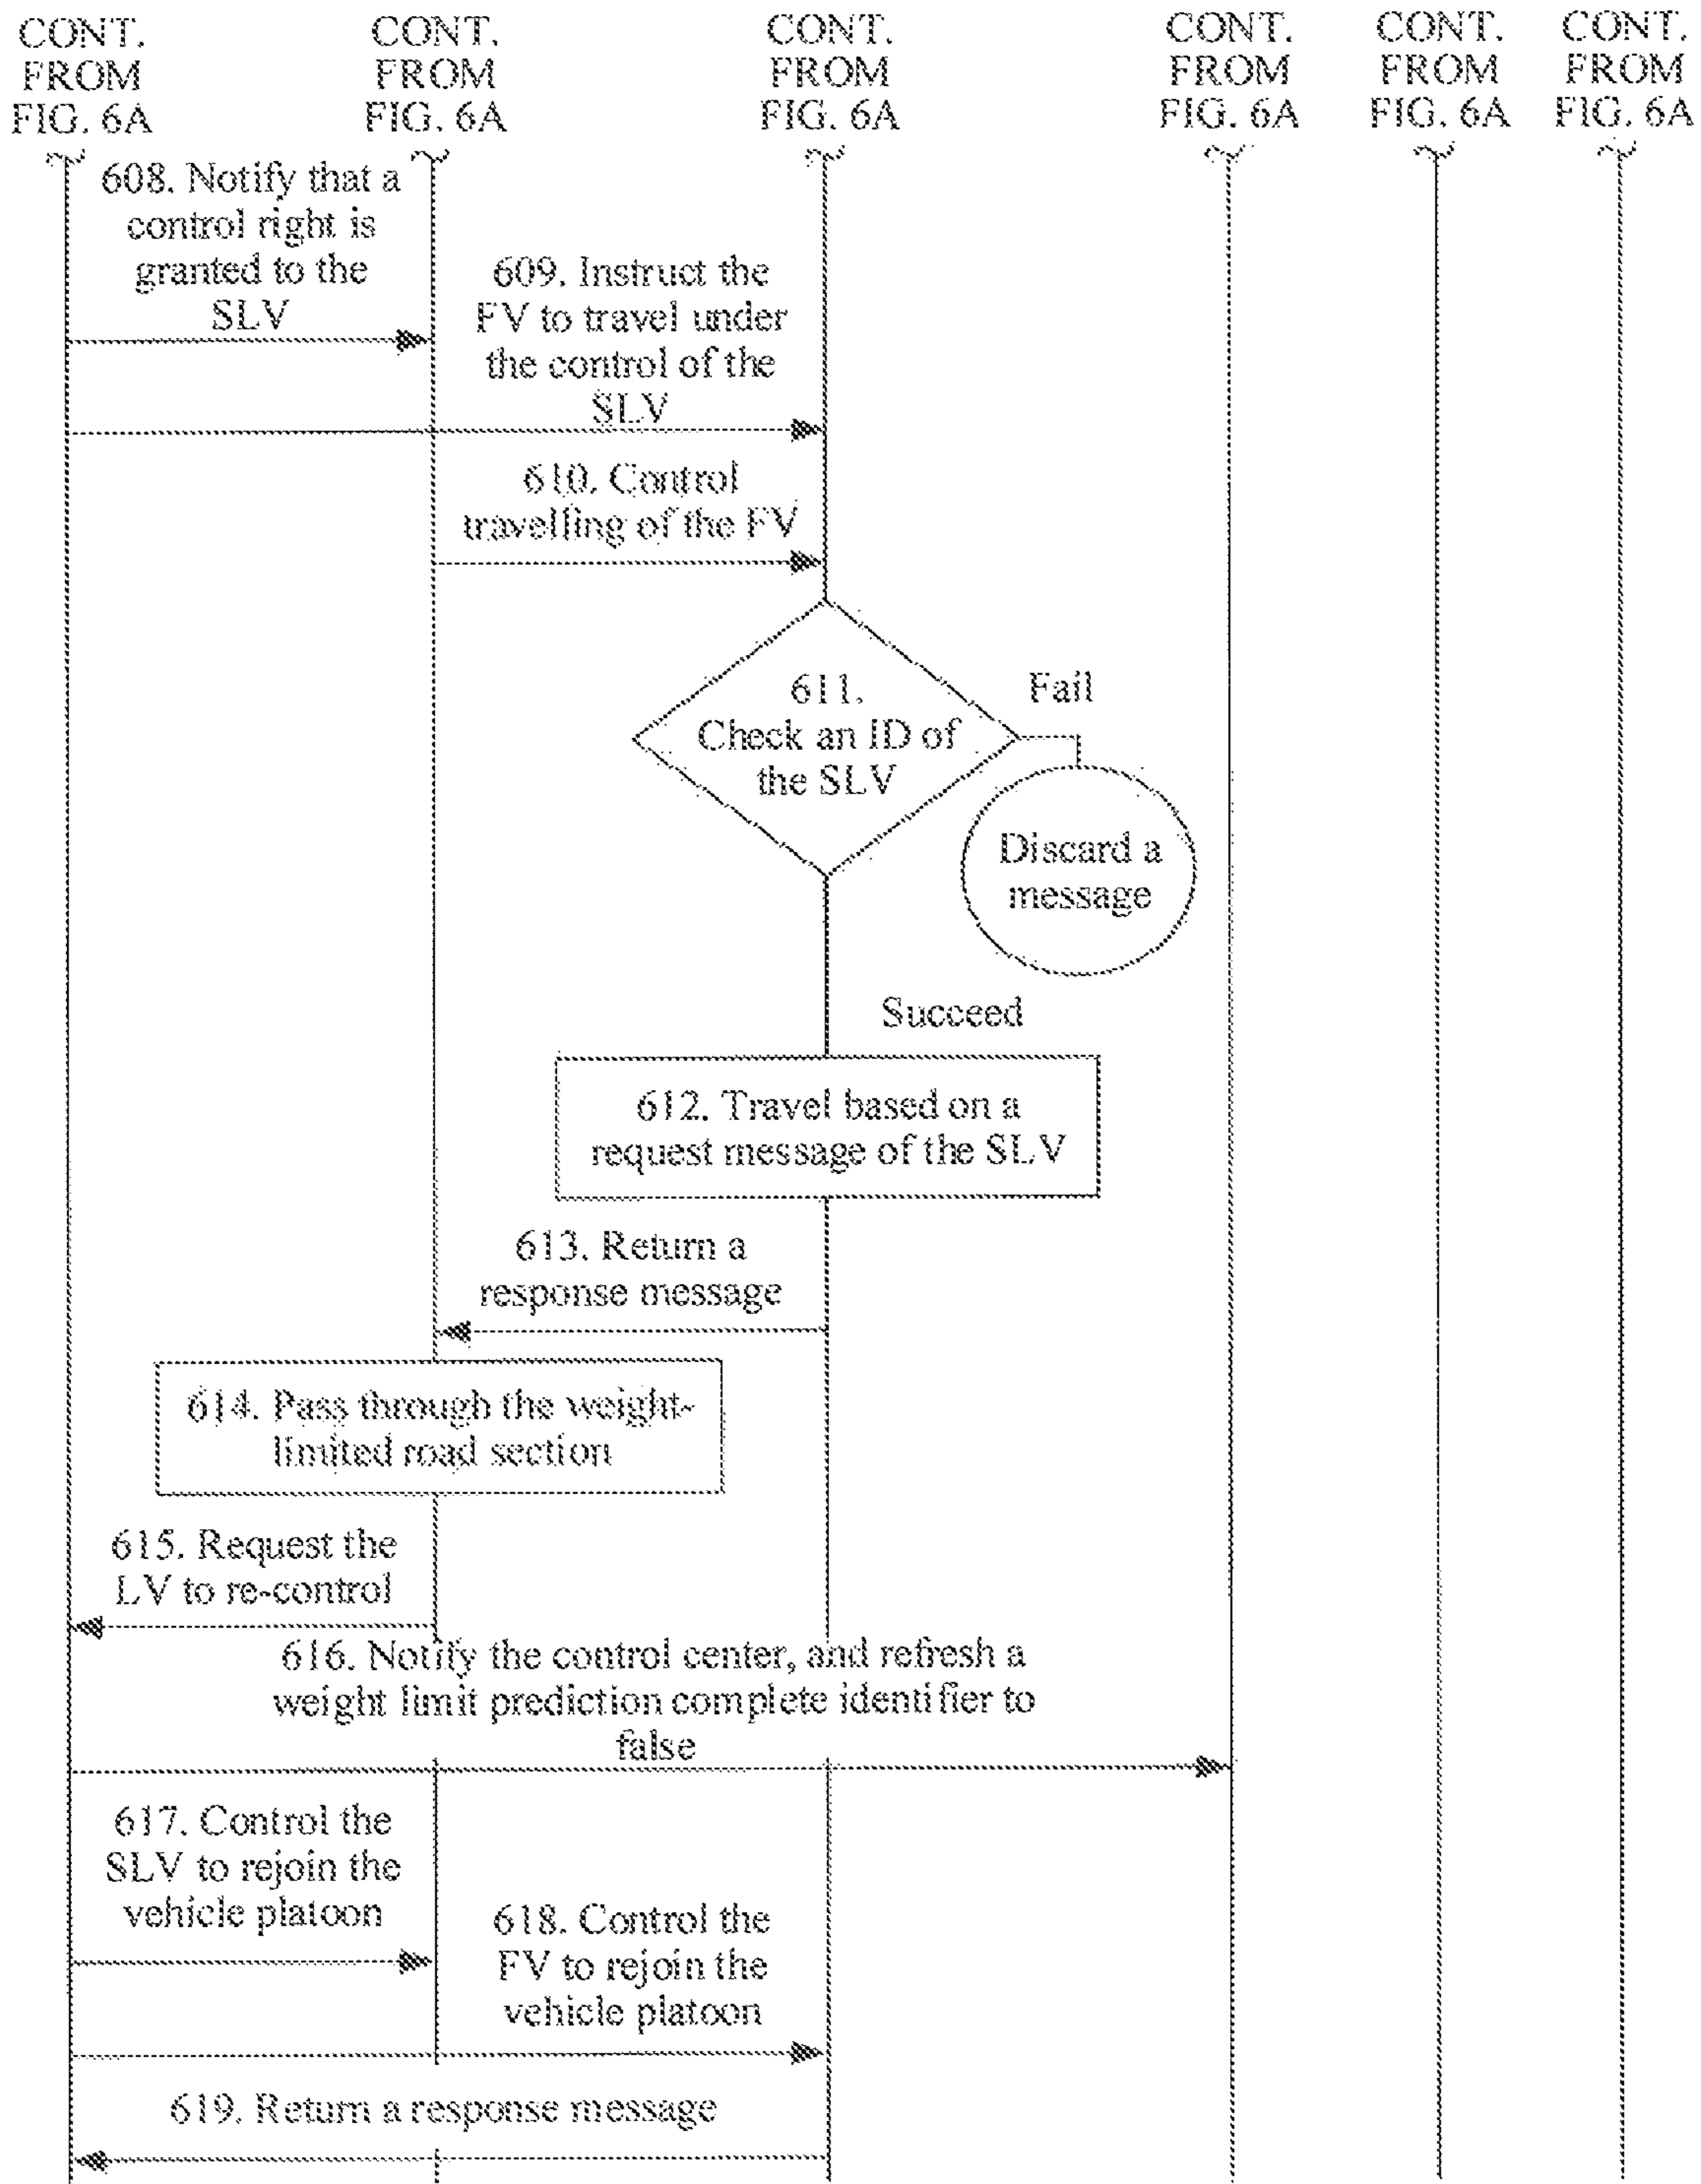 CONT.
FROM
FIG. 6A
CONT.
FROM
FIG. 6A
CONT.
FROM
FIG. 6A
CONT.
FROM
FIG. 6A
CONT.
FROM
FIG. 6A
CONT.
FROM
FIG. 6A
608. Notify that a
control right is
granted to the
SLV
609. Instruct the
FV to travel under
the control of the
SLV
610. Control
travelling of the FV
611.
Check an ID of
the SLV
Fail
Discard a
message
Succeed
612. Travel based on a
request message of the SLV
613. Return a
response message
614. Pass through the weight-
limited road section
615. Request the
LV to re-control
616. Notify the control center, and refresh a
weight limit prediction complete identifier to
false
617. Control the
SLV to rejoin the
vehicle platoon
618. Control the
FV to rejoin the
vehicle platoon
619. Return a response message